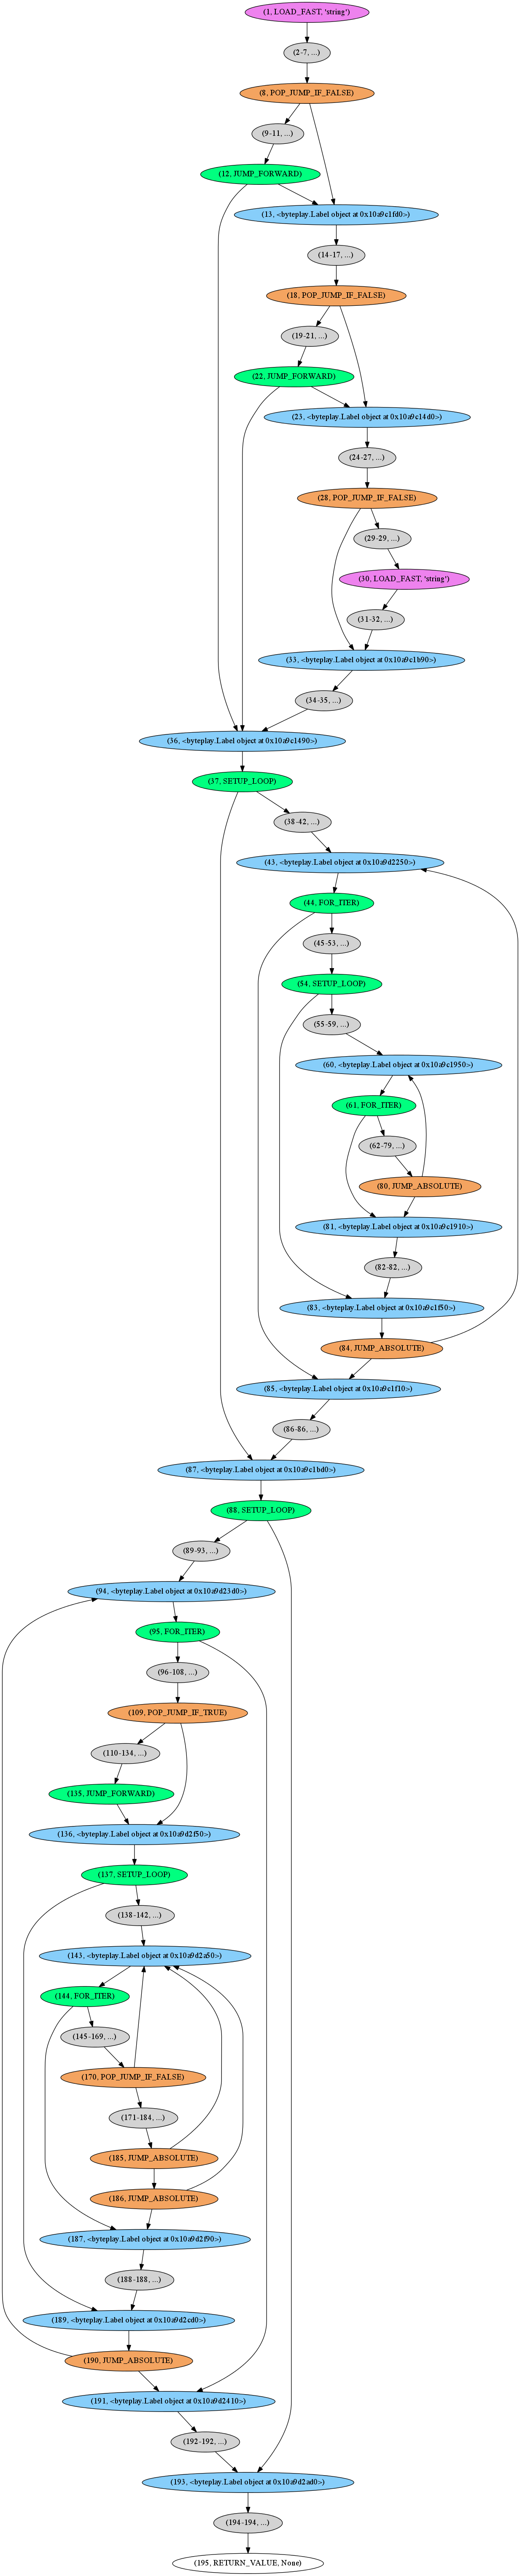 (1, LOAD_FAST, 'string')
(2-7, ...)
(8, POP_JUMP_IF_FALSE)
(9-11, ...)
(12, JUMP_FORWARD)
(13, <byteplay.Label object at 0x10a9c1fd0>)
(14-17, ...)
(18, POP_JUMP_IF_FALSE)
(19-21, ...)
(22, JUMP_FORWARD)
(23, <byteplay.Label object at 0x10a9c14d0>)
(24-27, ...)
(28, POP_JUMP_IF_FALSE)
(29-29, ...)
(30, LOAD_FAST, 'string')
(31-32, ...)
(33, <byteplay.Label object at 0x10a9c1b90>)
(34-35, ...)
(36, <byteplay.Label object at 0x10a9c1490>)
(37, SETUP_LOOP)
(38-42, ...)
(43, <byteplay.Label object at 0x10a9d2250>)
(44, FOR_ITER)
(45-53, ...)
(54, SETUP_LOOP)
(55-59, ...)
(60, <byteplay.Label object at 0x10a9c1950>)
(61, FOR_ITER)
(62-79, ...)
(80, JUMP_ABSOLUTE)
(81, <byteplay.Label object at 0x10a9c1910>)
(82-82, ...)
(83, <byteplay.Label object at 0x10a9c1f50>)
(84, JUMP_ABSOLUTE)
(85, <byteplay.Label object at 0x10a9c1f10>)
(86-86, ...)
(87, <byteplay.Label object at 0x10a9c1bd0>)
(88, SETUP_LOOP)
(89-93, ...)
(94, <byteplay.Label object at 0x10a9d23d0>)
(95, FOR_ITER)
(96-108, ...)
(109, POP_JUMP_IF_TRUE)
(110-134, ...)
(135, JUMP_FORWARD)
(136, <byteplay.Label object at 0x10a9d2f50>)
(137, SETUP_LOOP)
(138-142, ...)
(143, <byteplay.Label object at 0x10a9d2a50>)
(144, FOR_ITER)
(145-169, ...)
(170, POP_JUMP_IF_FALSE)
(171-184, ...)
(185, JUMP_ABSOLUTE)
(186, JUMP_ABSOLUTE)
(187, <byteplay.Label object at 0x10a9d2f90>)
(188-188, ...)
(189, <byteplay.Label object at 0x10a9d2cd0>)
(190, JUMP_ABSOLUTE)
(191, <byteplay.Label object at 0x10a9d2410>)
(192-192, ...)
(193, <byteplay.Label object at 0x10a9d2ad0>)
(194-194, ...)
(195, RETURN_VALUE, None)